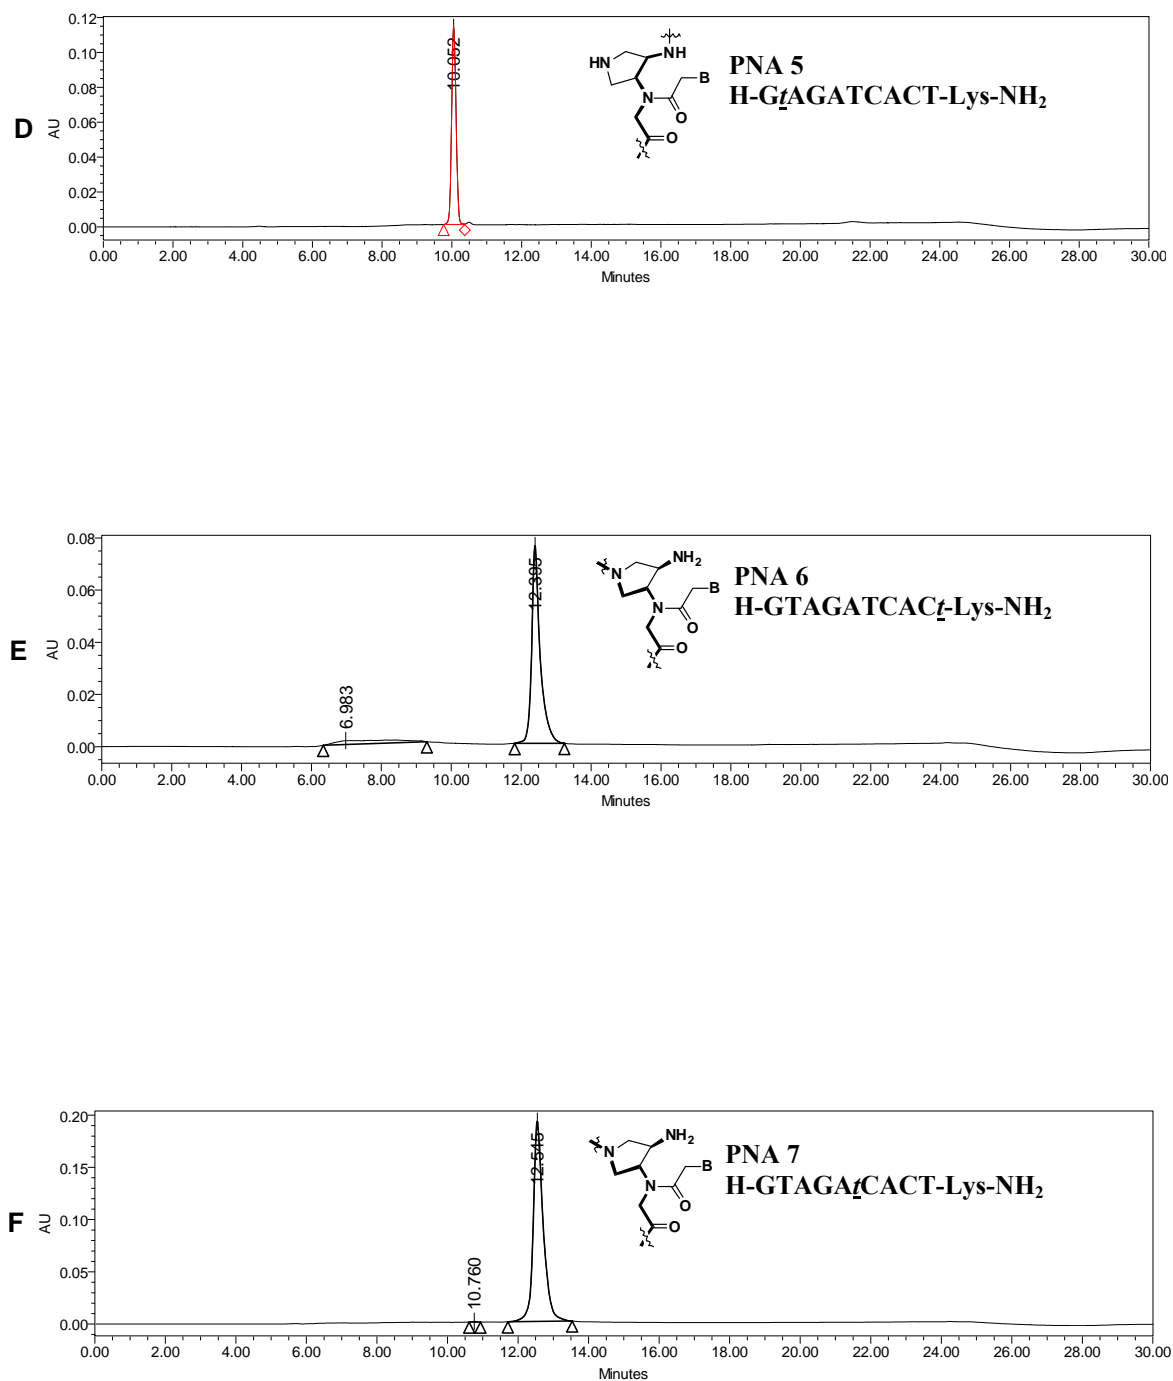 D
AU
0.12
0.10
0.08
0.06
0.04
0.02
0.00
10.052
HN
NH
B
N
O
O
PNA 5
H-GtAGATCACT-Lys-NH2
0.00 2.00 4.00 6.00 8.00 10.00 12.00 14.00 16.00 18.00 20.00 22.00 24.00 26.00 28.00 30.00
Minutes
E
AU
0.08
0.06
0.04
0.02
0.00
6.983
12.395
N
NH2
B
N
O
O
PNA 6
H-GTAGATCACt-Lys-NH2
0.00 2.00 4.00 6.00 8.00 10.00 12.00 14.00 16.00 18.00 20.00 22.00 24.00 26.00 28.00 30.00
Minutes
F
AU
0.20
0.15
0.10
0.05
0.00
10.760
12.545
N
NH2
B
N
O
O
PNA 7
H-GTAGAtCACT-Lys-NH2
0.00 2.00 4.00 6.00 8.00 10.00 12.00 14.00 16.00 18.00 20.00 22.00 24.00 26.00 28.00 30.00
Minutes